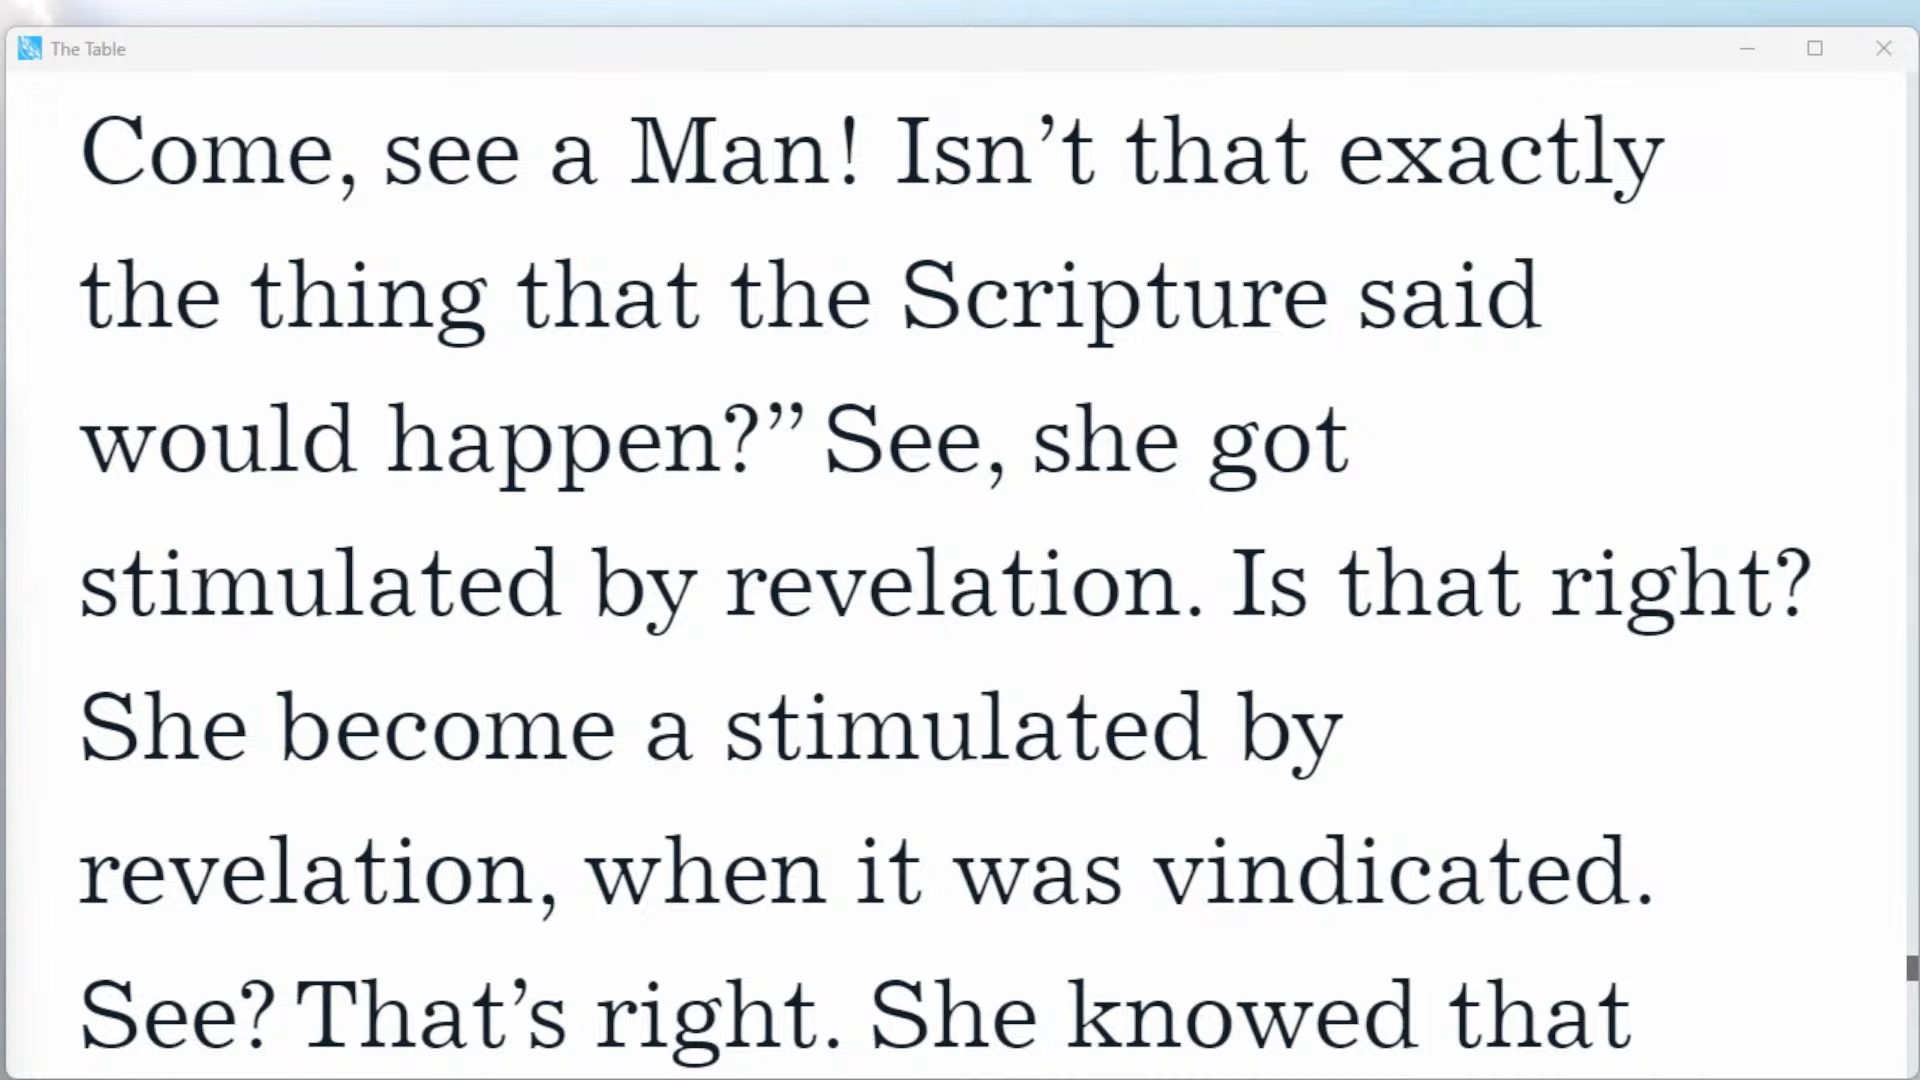 The Table
Come, see a Man! Isn’t that exactly
the thing that the Scripture said
would happen?” See, she got
stimulated by revelation. Is that right?
She become a stimulated by
revelation, when it was vindicated.
See? That’s right. She knowed that